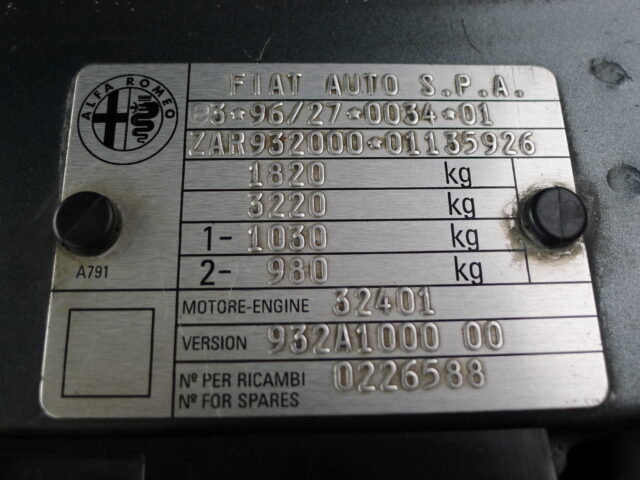 ALFA ROMEO
FIAT AUTO S.P.A.
e3*96/27*0034*01
ZAR932000*01135926
1820 kg
3220 kg
1- 1030 kg
2- 980 kg
A791
MOTORE-ENGINE 32401
VERSION 932A1000 00
Nº PER RICAMBI 0226588
Nº FOR SPARES